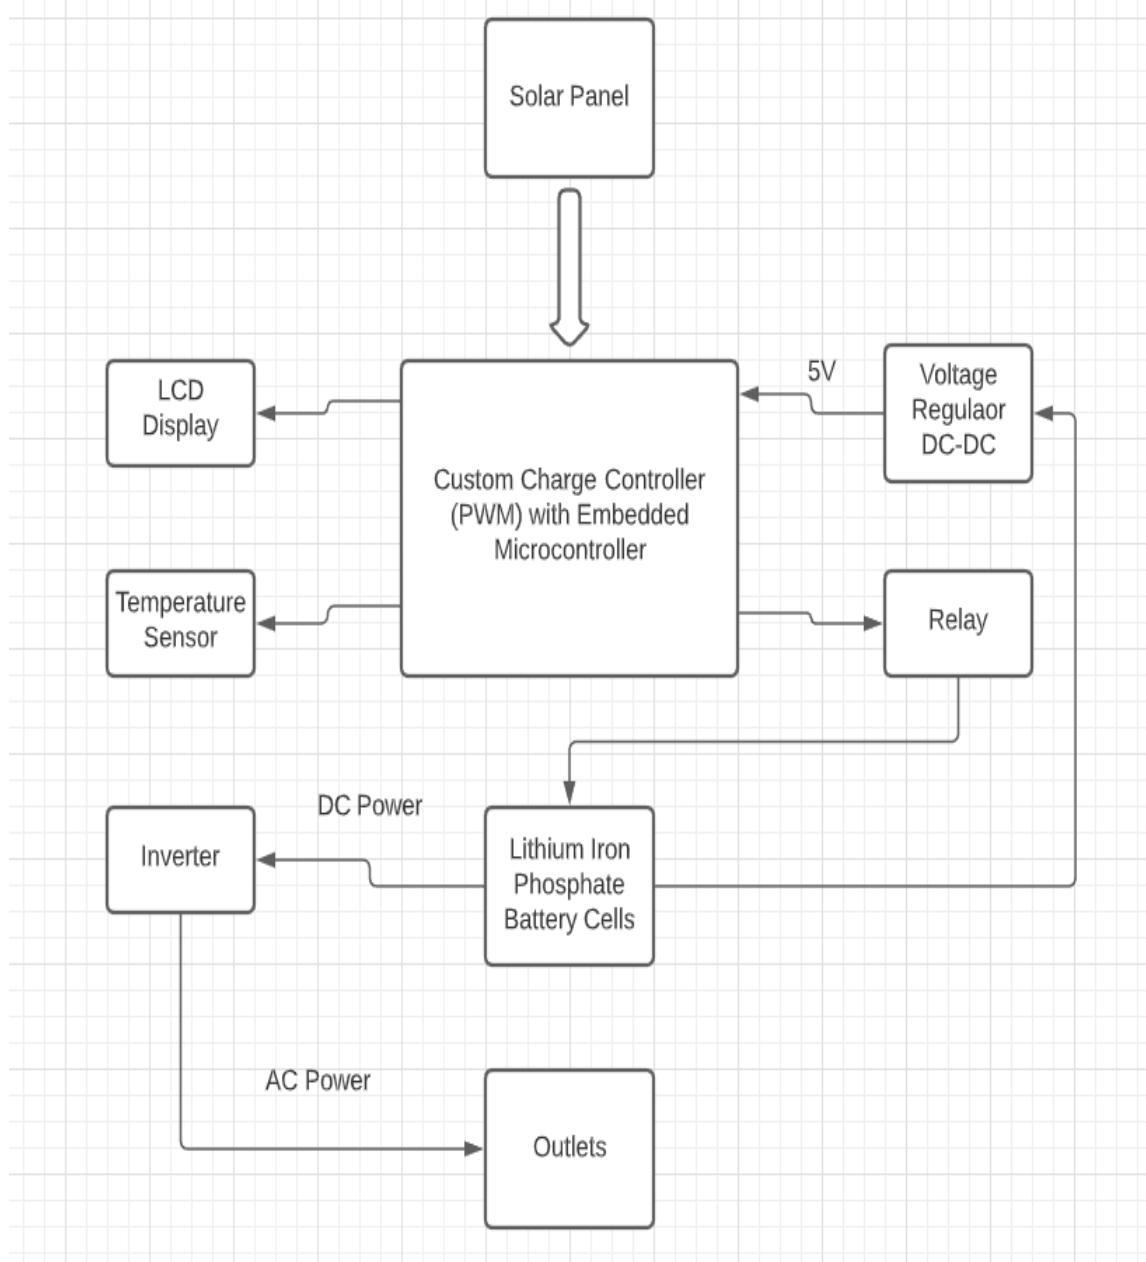 Solar Panel
LCD
Display
5V
Voltage
Regulaor
DC-DC
Custom Charge Controller
(PWM) with Embedded
Microcontroller
Temperature
Sensor
Relay
DC Power
Inverter
Lithium Iron
Phosphate
Battery Cells
AC Power
Outlets